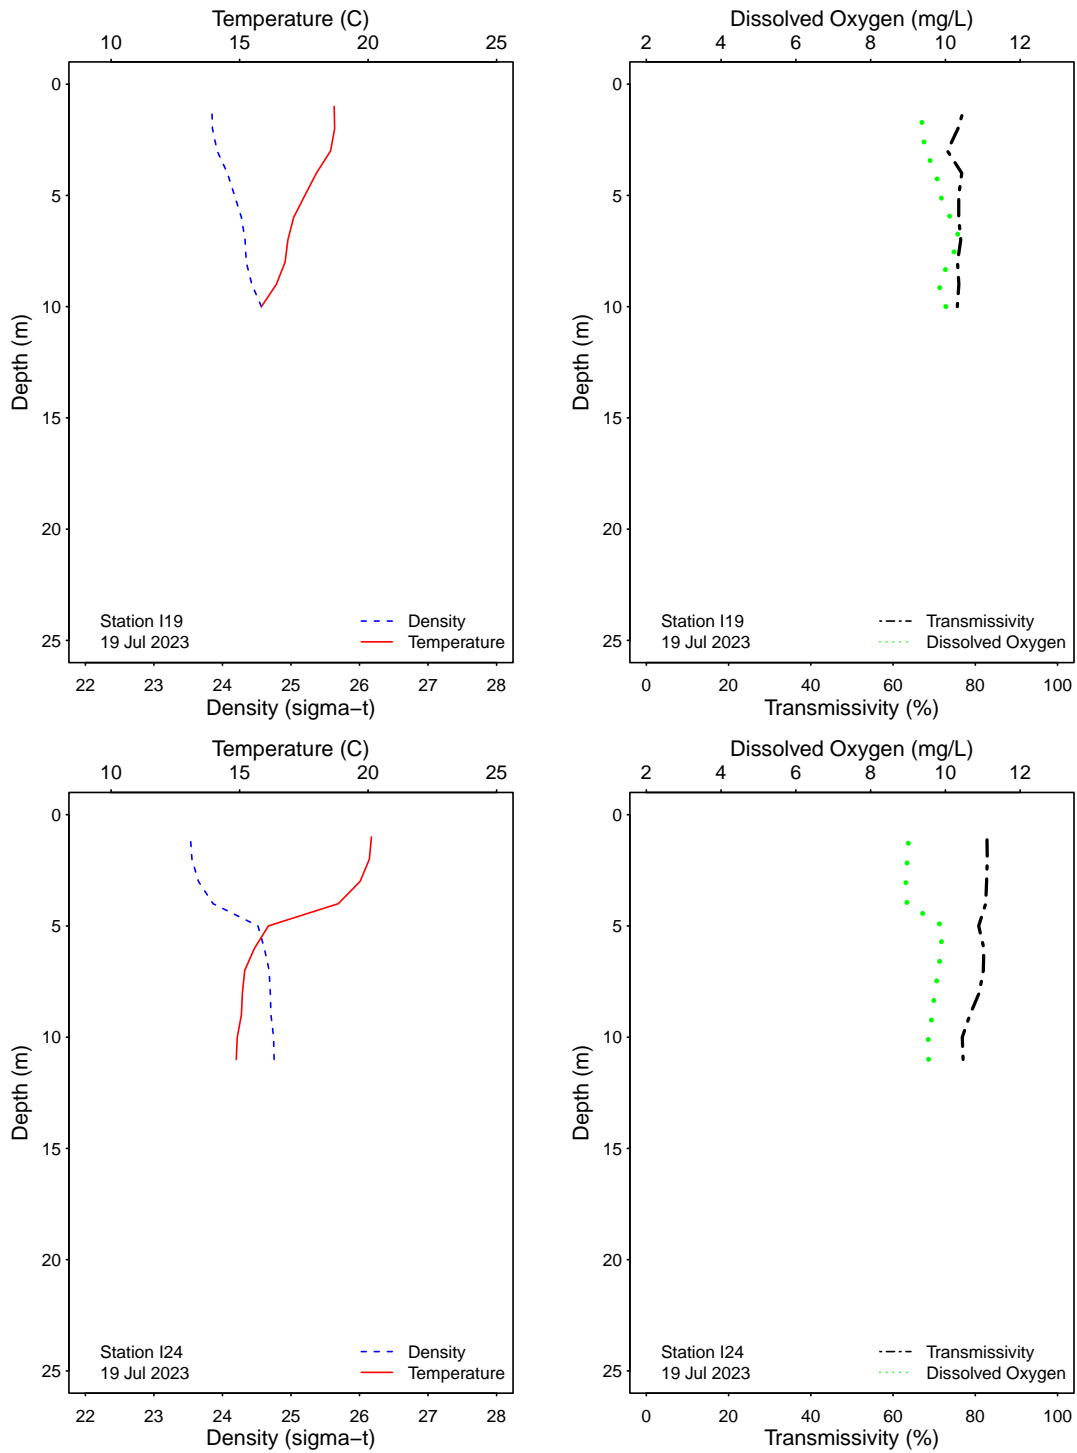 Temperature (C)
10 15 20 25
0
5
10
15
20
25
Depth (m)
Station I19
19 Jul 2023
Density
Temperature
22 23 24 25 26 27 28
Density (sigma−t)
Dissolved Oxygen (mg/L)
2 4 6 8 10 12
0
5
10
15
20
25
Depth (m)
Station I19
19 Jul 2023
Transmissivity
Dissolved Oxygen
0 20 40 60 80 100
Transmissivity (%)
Temperature (C)
10 15 20 25
0
5
10
15
20
25
Depth (m)
Station I24
19 Jul 2023
Density
Temperature
22 23 24 25 26 27 28
Density (sigma−t)
Dissolved Oxygen (mg/L)
2 4 6 8 10 12
0
5
10
15
20
25
Depth (m)
Station I24
19 Jul 2023
Transmissivity
Dissolved Oxygen
0 20 40 60 80 100
Transmissivity (%)